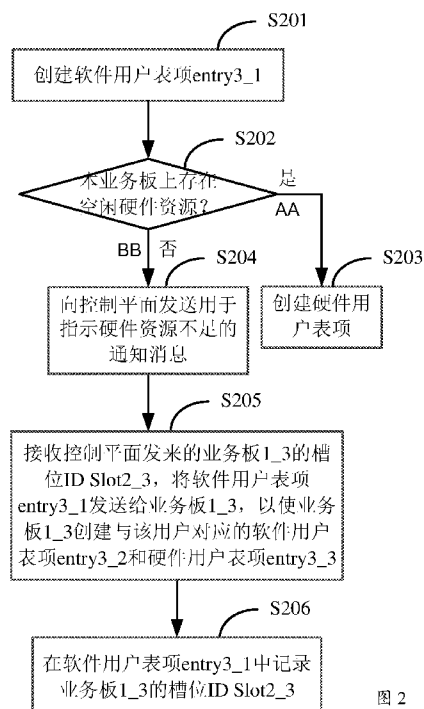 S201
创建软件用户表项entry3_1
S202
本业务板上存在
空闲硬件资源?
是
AA
BB 否
S204
S203
向控制平面发送用于
指示硬件资源不足的
通知消息
创建硬件用
户表项
S205
接收控制平面发来的业务板1_3的槽
位ID Slot2_3，将软件用户表项
entry3_1发送给业务板1_3，以使业务
板1_3创建与该用户对应的软件用户
表项entry3_2和硬件用户表项entry3_3
S206
在软件用户表项entry3_1中记录
业务板1_3的槽位ID Slot2_3
图 2